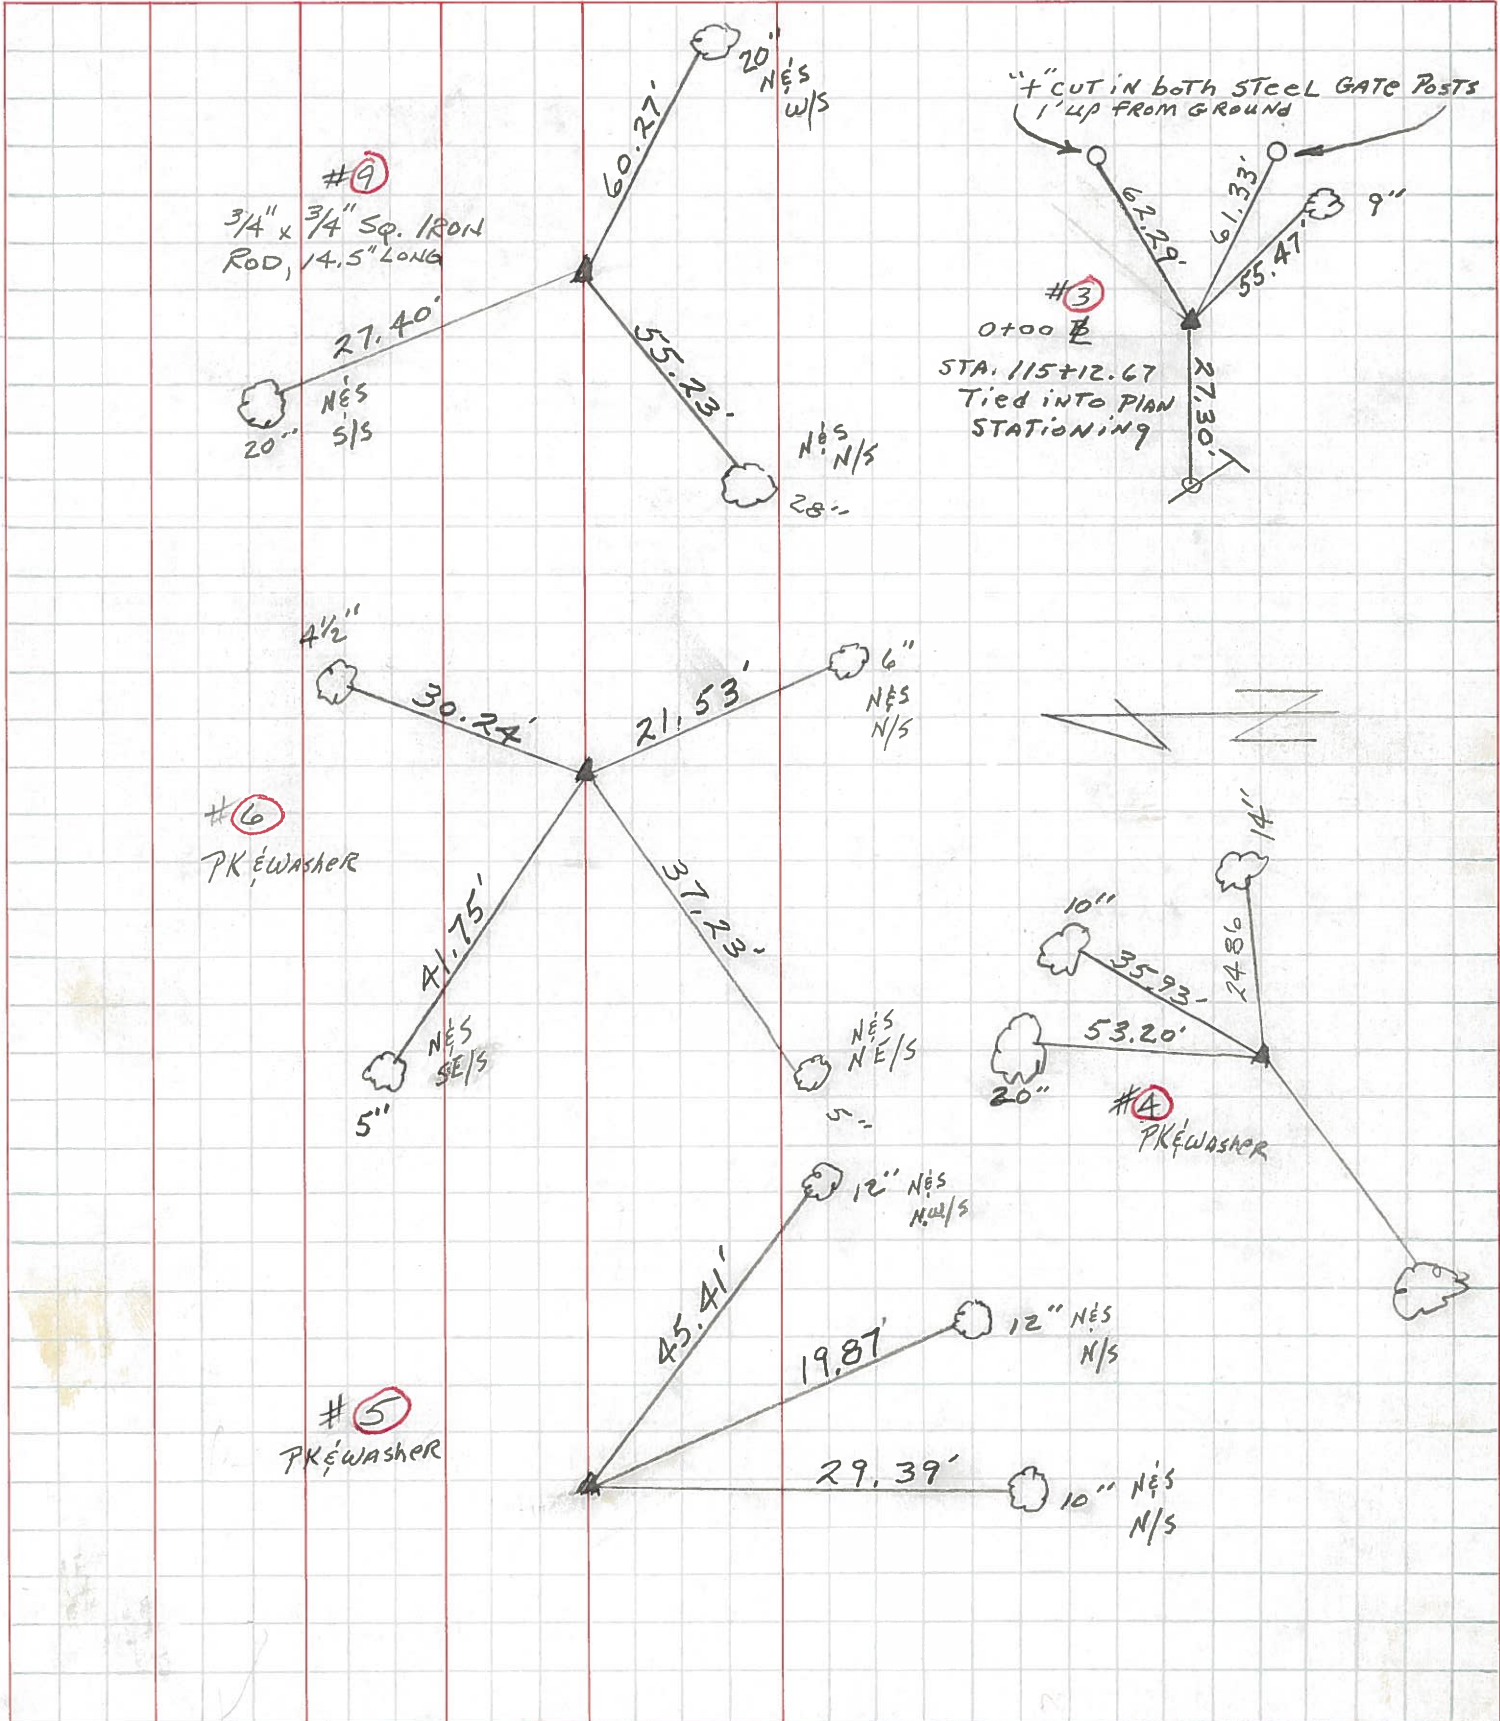 20" N&S
W/S
60.27'
#9
3/4" x 3/4" SQ. IRON
ROD, 14.5" LONG
27.40'
20"
N&S
S/S
55.23'
N&S
N/S
28"
"+" CUT IN both STEEL GATE POSTS
1' UP FROM GROUND
62.29'
61.33'
55.47'
9"
#3
0+00
STA. 115+12.67
Tied INTO PLAN
STATIONING
27.30'
4 1/2"
30.24'
21.53'
6"
N&S
N/S
#6
PK & WASHER
41.75'
37.23'
N&S
SE/S
5"
N&S
NE/S
5"
N
14"
10"
35.93'
2486
53.20'
20"
#4
PK & WASHER
12" N&S
N.W/S
45.41'
19.87'
12" N&S
N/S
#5
PK & WASHER
29.39'
10" N&S
N/S